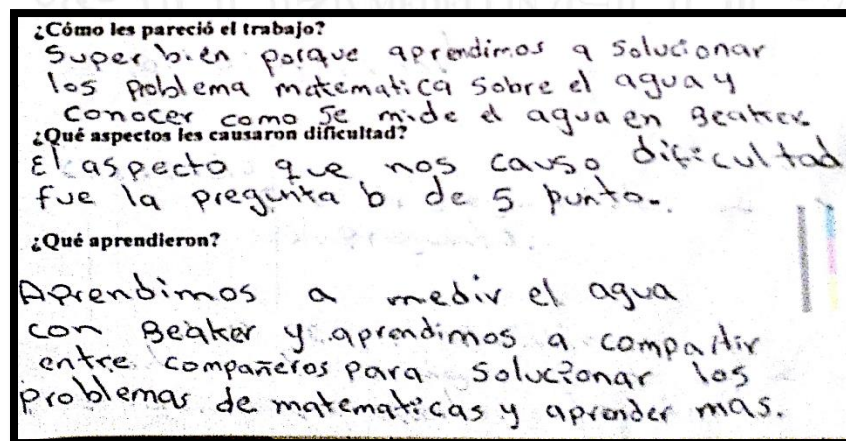 ¿Cómo les pareció el trabajo?
Super bien porque aprendimos a solucionar
los problema matematica sobre el agua y
conocer como se mide el agua en Beaker
¿Qué aspectos les causaron dificultad?
El aspecto que nos causo dificultad
fue la pregunta b. de 5 punto.
¿Qué aprendieron?
Aprendimos a medir el agua
con Beaker y aprendimos a compartir
entre compañeros para solucionar los
problemas de matematicas y aprender mas.